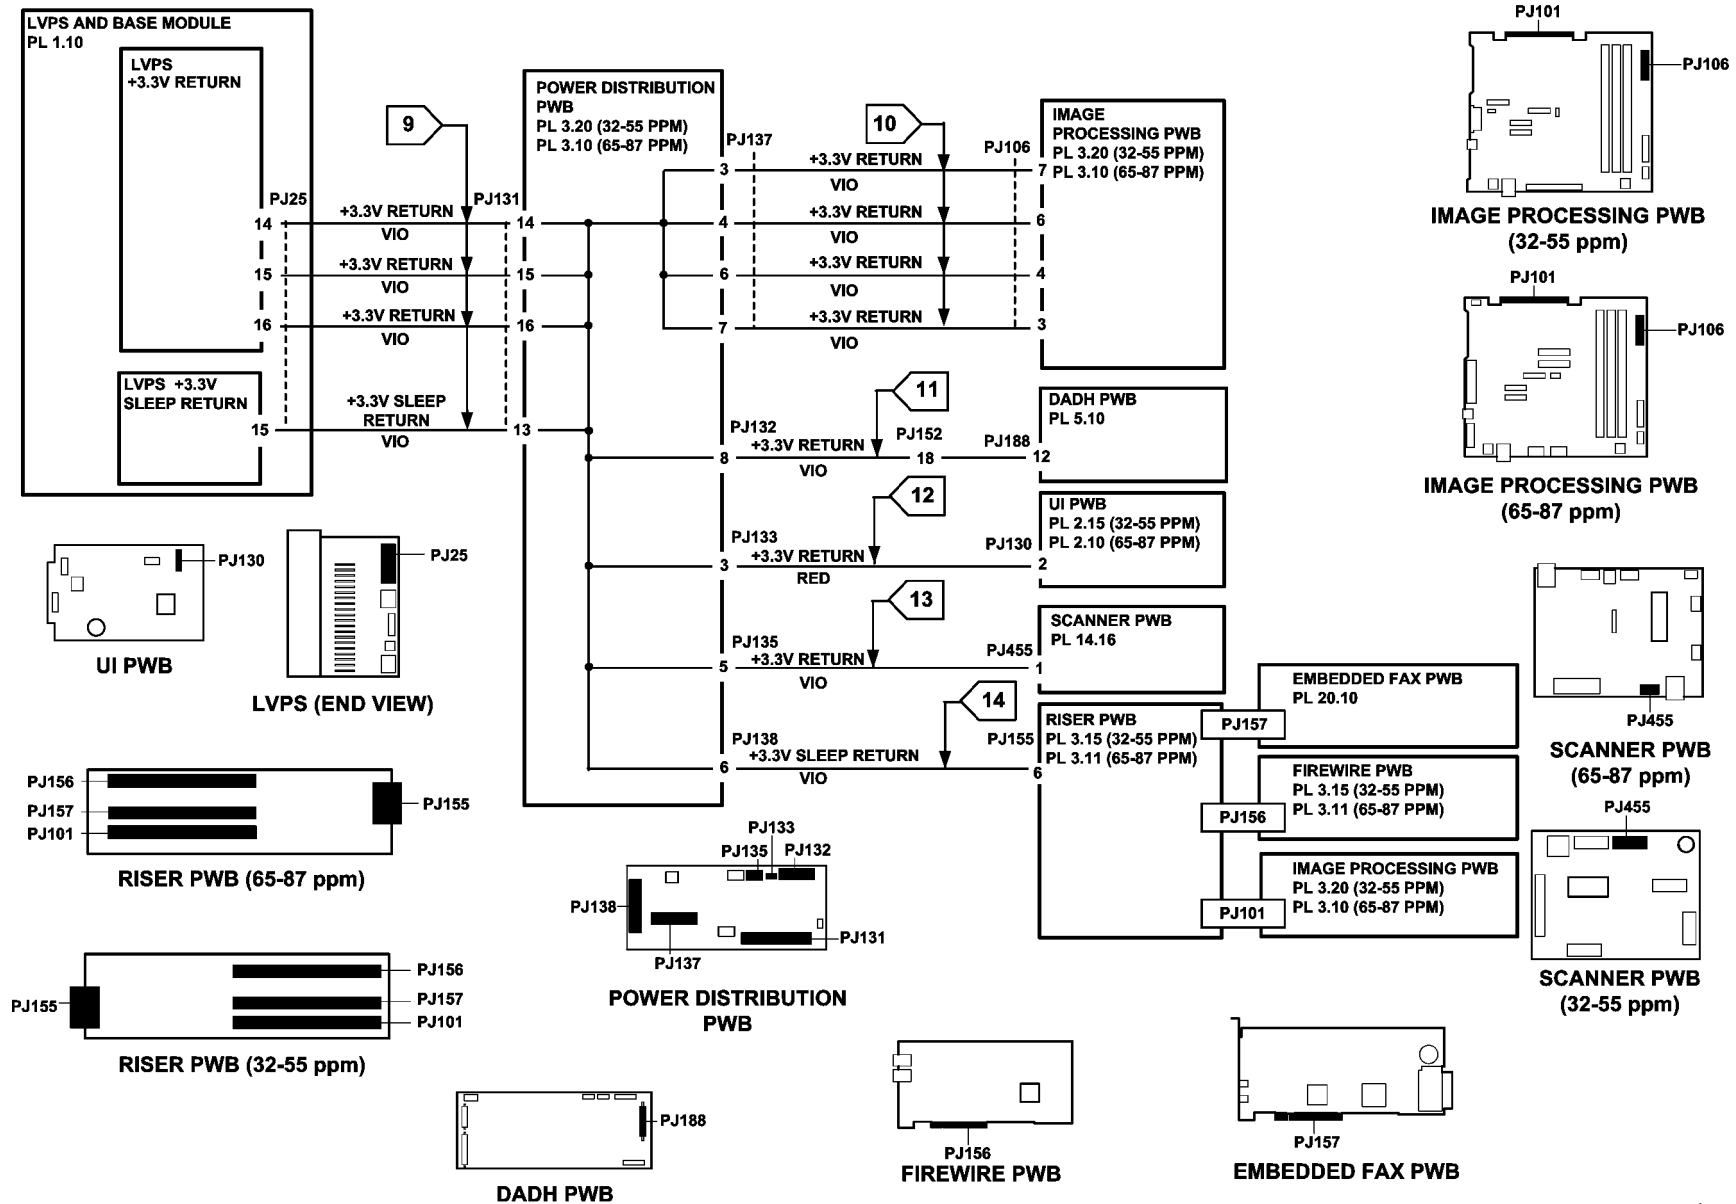 LVPS AND BASE MODULE
PL 1.10
LVPS
+3.3V RETURN
LVPS +3.3V
SLEEP RETURN
PJ25
14
15
16
15
9
+3.3V RETURN
VIO
+3.3V RETURN
VIO
+3.3V RETURN
VIO
+3.3V SLEEP
RETURN
VIO
PJ131
14
15
16
13
POWER DISTRIBUTION
PWB
PL 3.20 (32-55 PPM)
PL 3.10 (65-87 PPM)
PJ137
3
4
6
7
10
+3.3V RETURN
VIO
+3.3V RETURN
VIO
+3.3V RETURN
VIO
+3.3V RETURN
VIO
PJ106
7
6
4
3
IMAGE
PROCESSING PWB
PL 3.20 (32-55 PPM)
PL 3.10 (65-87 PPM)
11
PJ132
8
+3.3V RETURN
VIO
PJ152
18
PJ188
12
DADH PWB
PL 5.10
12
PJ133
3
+3.3V RETURN
RED
PJ130
2
UI PWB
PL 2.15 (32-55 PPM)
PL 2.10 (65-87 PPM)
13
PJ135
5
+3.3V RETURN
VIO
PJ455
1
SCANNER PWB
PL 14.16
14
PJ138
6
+3.3V SLEEP RETURN
VIO
PJ155
6
RISER PWB
PL 3.15 (32-55 PPM)
PL 3.11 (65-87 PPM)
PJ157
EMBEDDED FAX PWB
PL 20.10
PJ156
FIREWIRE PWB
PL 3.15 (32-55 PPM)
PL 3.11 (65-87 PPM)
PJ101
IMAGE PROCESSING PWB
PL 3.20 (32-55 PPM)
PL 3.10 (65-87 PPM)
PJ101
PJ106
IMAGE PROCESSING PWB
(32-55 ppm)
PJ101
PJ106
IMAGE PROCESSING PWB
(65-87 ppm)
PJ455
SCANNER PWB
(65-87 ppm)
PJ455
SCANNER PWB
(32-55 ppm)
PJ130
UI PWB
PJ25
LVPS (END VIEW)
PJ156
PJ157
PJ101
PJ155
RISER PWB (65-87 ppm)
PJ155
PJ156
PJ157
PJ101
RISER PWB (32-55 ppm)
PJ133
PJ135
PJ132
PJ138
PJ131
PJ137
POWER DISTRIBUTION
PWB
PJ188
DADH PWB
PJ156
FIREWIRE PWB
PJ157
EMBEDDED FAX PWB